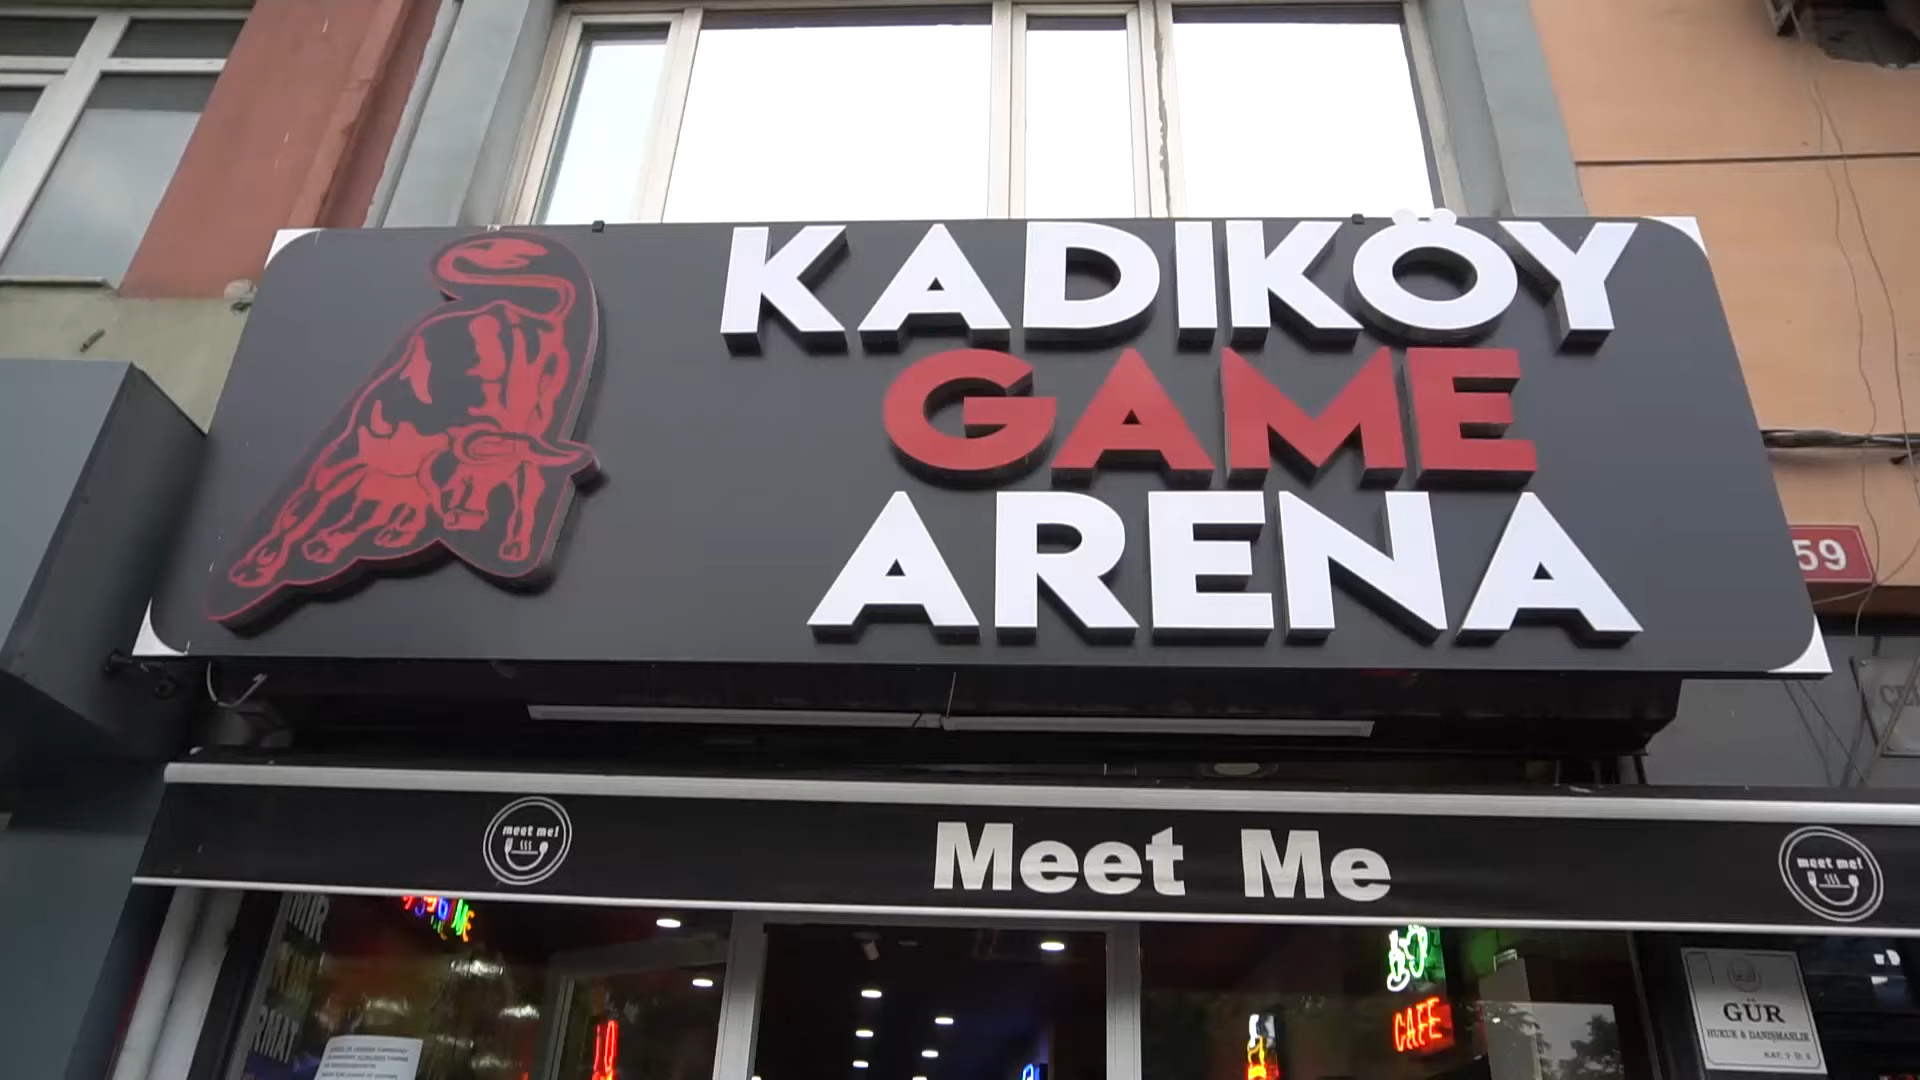 KADIKÖY
GAME
ARENA
59
meet me!
Meet Me
meet me!
CAFE
GÜR
HUKUK & DANIŞMANLIK